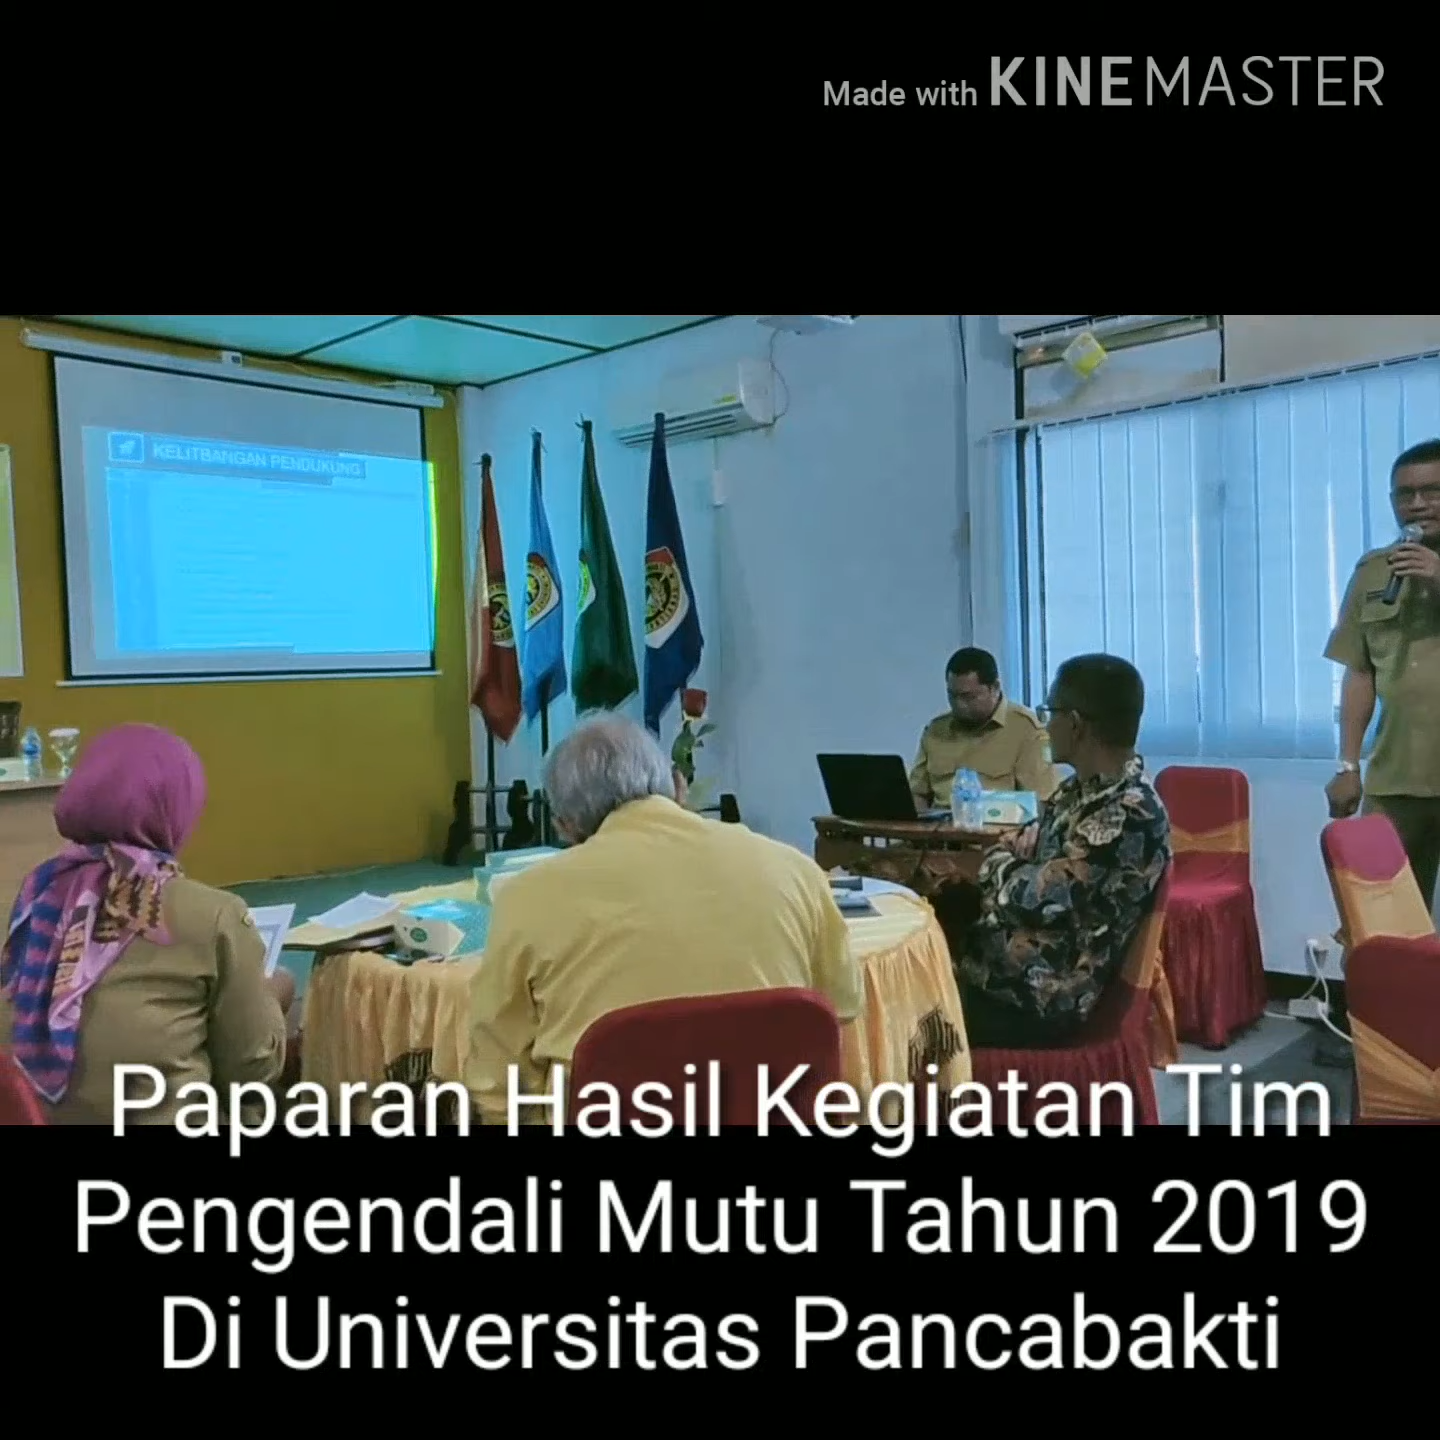 Made with KINEMASTER
KELITBANGAN PENDUKUNG
Paparan Hasil Kegiatan Tim
Pengendali Mutu Tahun 2019
Di Universitas Pancabakti